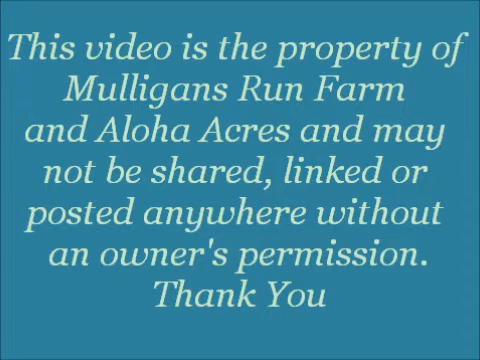 This video is the property of
Mulligans Run Farm
and Aloha Acres and may
not be shared, linked or
posted anywhere without
an owner's permission.
Thank You